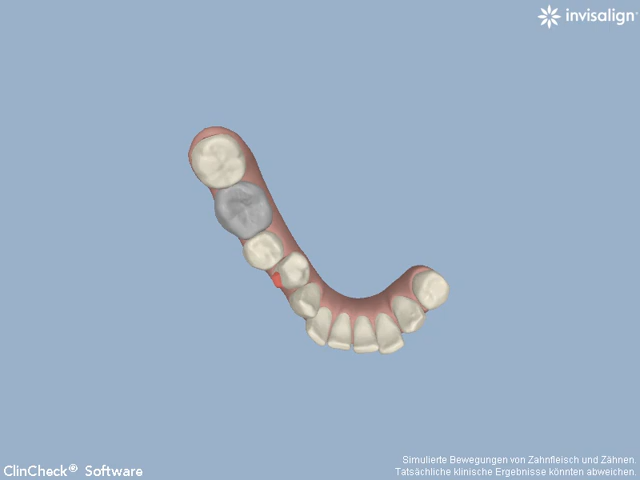 invisalign
ClinCheck® Software
Simulierte Bewegungen von Zahnfleisch und Zähnen.
Tatsächliche klinische Ergebnisse könnten abweichen.